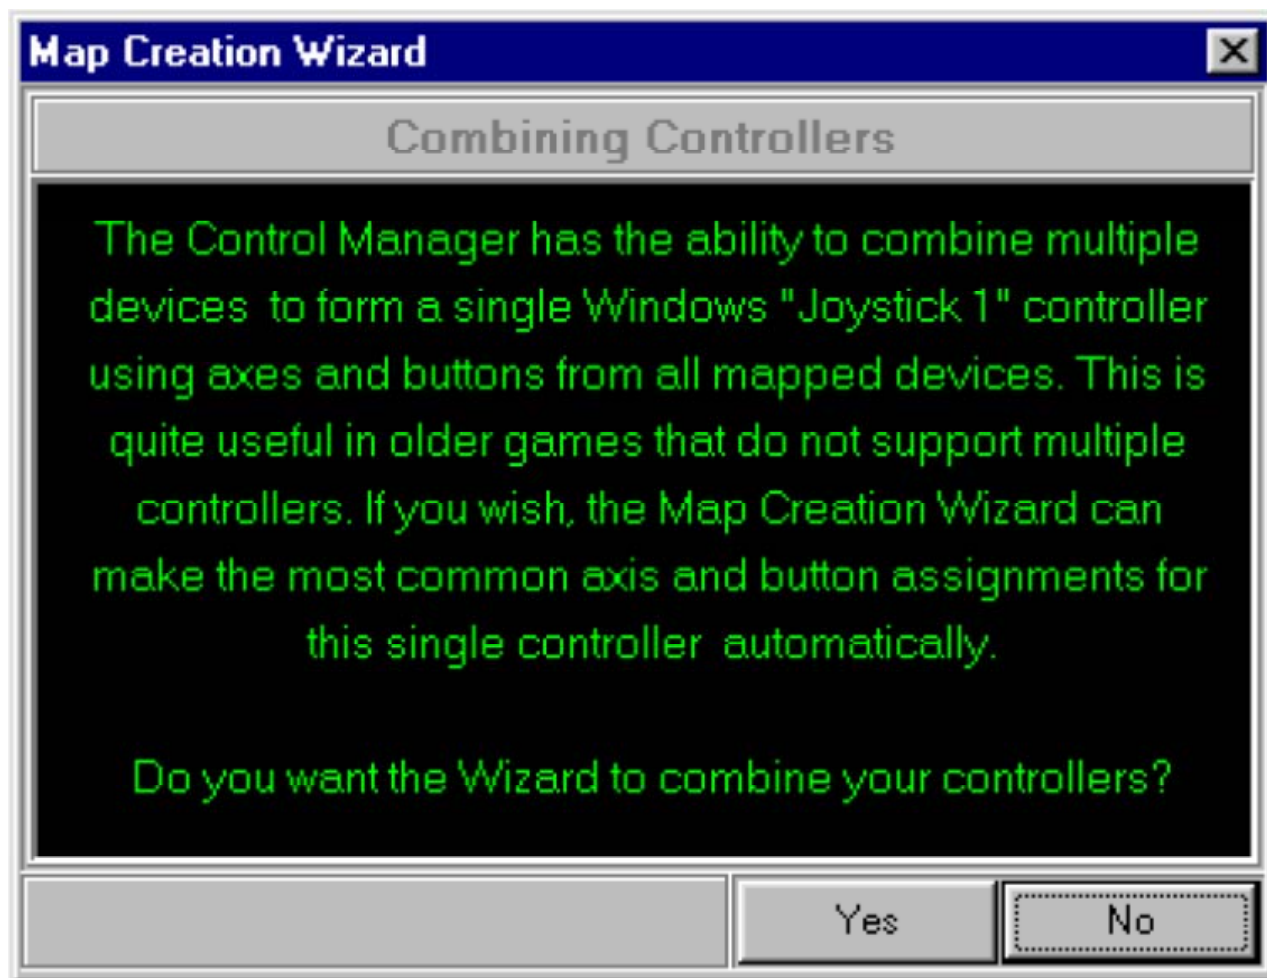 Map Creation Wizard
Combining Controllers
The Control Manager has the ability to combine multiple
devices to form a single Windows "Joystick 1" controller
using axes and buttons from all mapped devices. This is
quite useful in older games that do not support multiple
controllers. If you wish, the Map Creation Wizard can
make the most common axis and button assignments for
this single controller automatically.
Do you want the Wizard to combine your controllers?
Yes
No